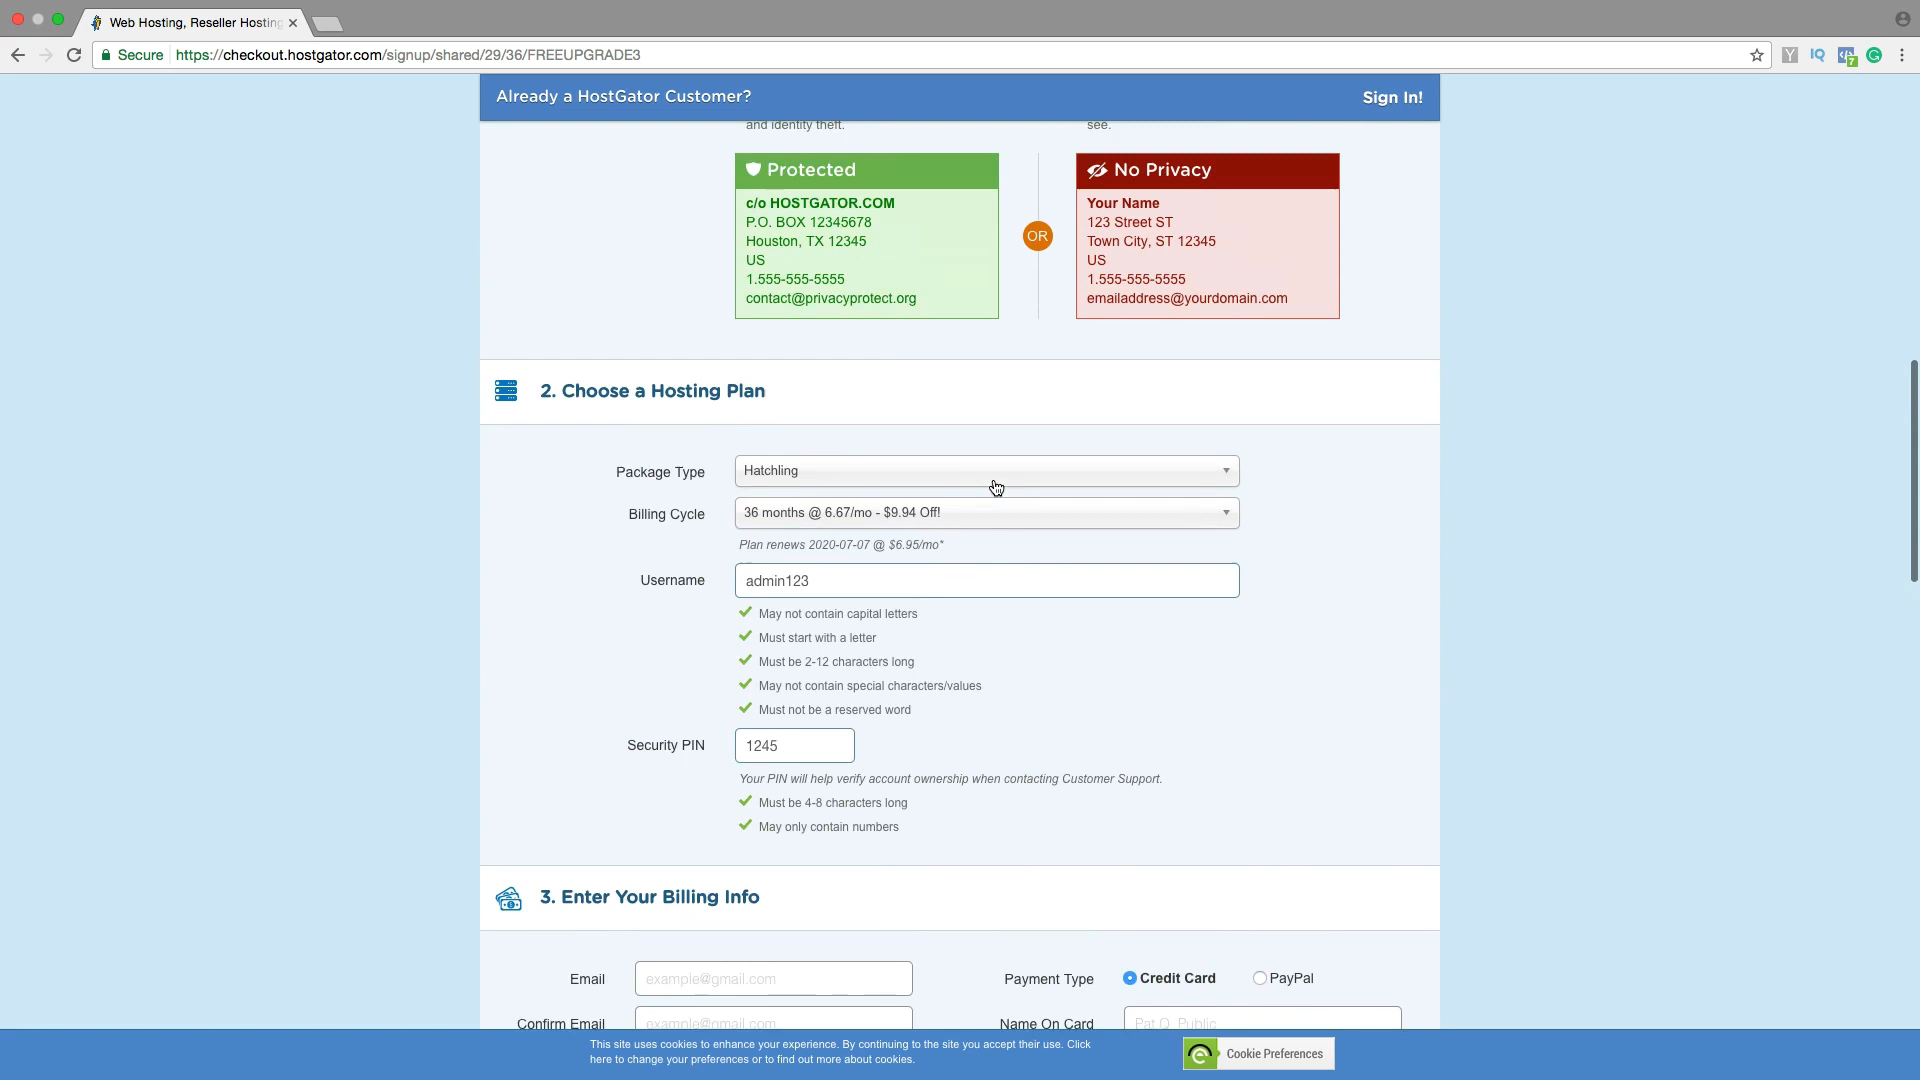 Web Hosting, Reseller Hosting
Secure https://checkout.hostgator.com/signup/shared/29/36/FREEUPGRADE3
Y IQ 7 G
Already a HostGator Customer? Sign In!
and identity theft. see.
Protected
c/o HOSTGATOR.COM
P.O. BOX 12345678
Houston, TX 12345
US
1.555-555-5555
contact@privacyprotect.org
OR
No Privacy
Your Name
123 Street ST
Town City, ST 12345
US
1.555-555-5555
emailaddress@yourdomain.com
2. Choose a Hosting Plan
Package Type Hatchling
Billing Cycle 36 months @ 6.67/mo - $9.94 Off!
Plan renews 2020-07-07 @ $6.95/mo*
Username admin123
May not contain capital letters
Must start with a letter
Must be 2-12 characters long
May not contain special characters/values
Must not be a reserved word
Security PIN 1245
Your PIN will help verify account ownership when contacting Customer Support.
Must be 4-8 characters long
May only contain numbers
3. Enter Your Billing Info
Email example@gmail.com Payment Type Credit Card PayPal
Confirm Email example@gmail.com Name On Card Pat Q. Public
This site uses cookies to enhance your experience. By continuing to the site you accept their use. Click
here to change your preferences or to find out more about cookies.
Cookie Preferences